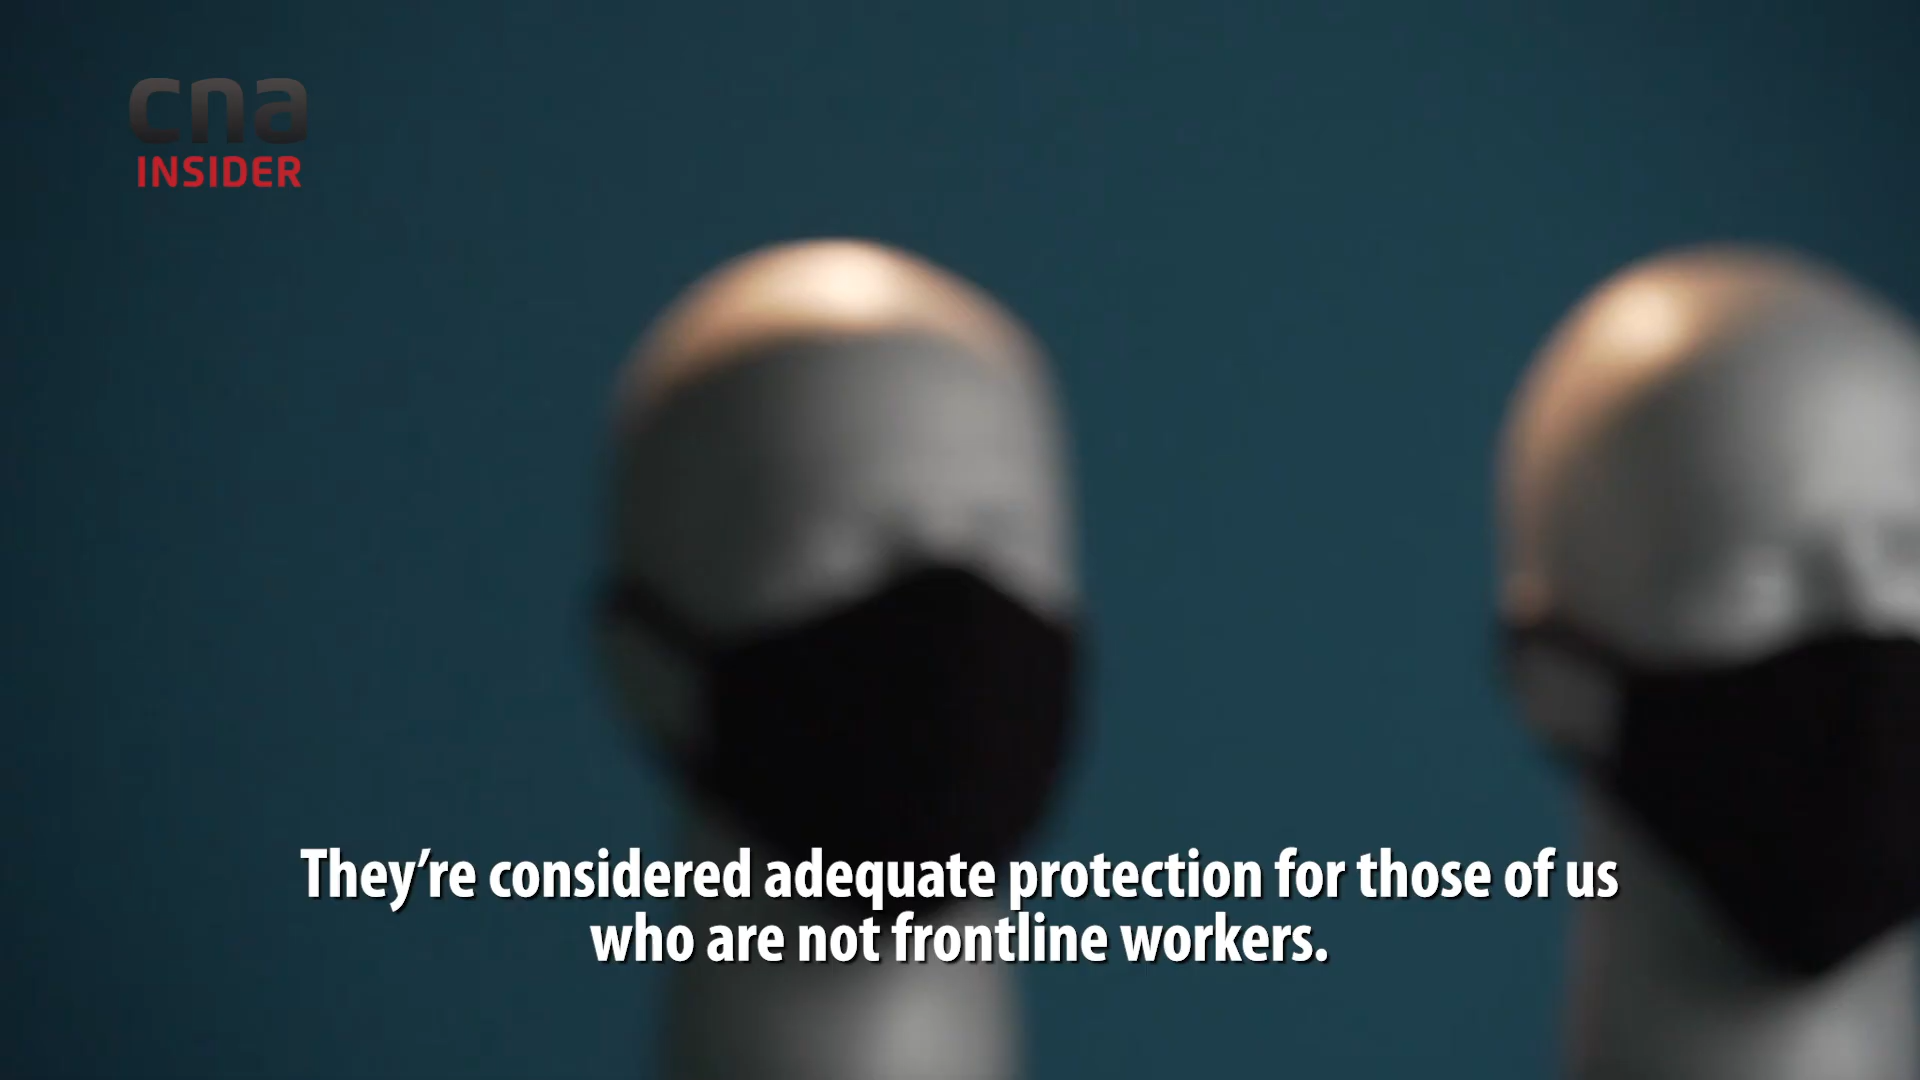 cna
INSIDER
They're considered adequate protection for those of us
who are not frontline workers.